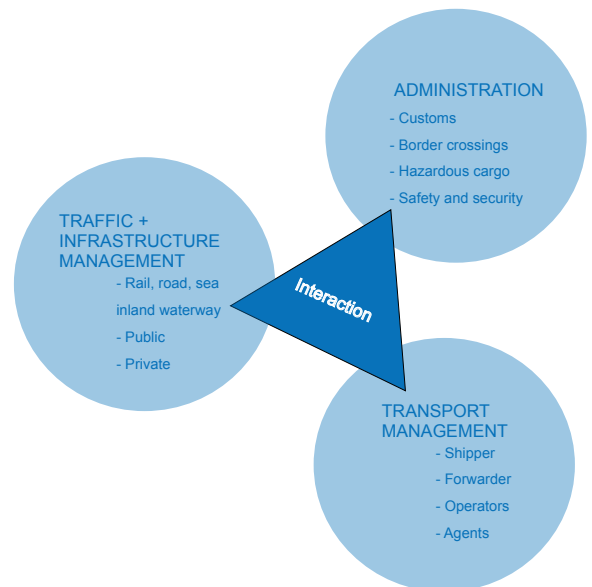 ADMINISTRATION
- Customs
- Border crossings
- Hazardous cargo
- Safety and security
TRAFFIC +
INFRASTRUCTURE
MANAGEMENT
- Rail, road, sea
inland waterway
- Public
- Private
Interaction
TRANSPORT
MANAGEMENT
- Shipper
- Forwarder
- Operators
- Agents